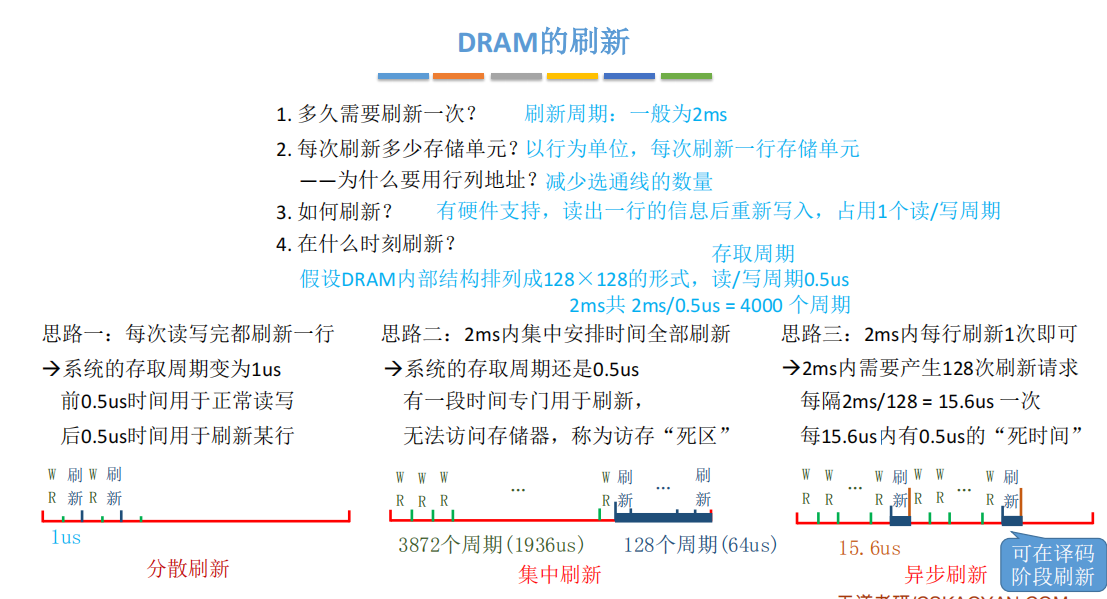 DRAM的刷新
1. 多久需要刷新一次？ 刷新周期：一般为2ms
2. 每次刷新多少存储单元？以行为单位，每次刷新一行存储单元
——为什么要用行列地址？减少选通线的数量
3. 如何刷新？ 有硬件支持，读出一行的信息后重新写入，占用1个读/写周期
4. 在什么时刻刷新？
存取周期
假设DRAM内部结构排列成128×128的形式，读/写周期0.5us
2ms共 2ms/0.5us = 4000 个周期
思路一：每次读写完都刷新一行
→系统的存取周期变为1us
前0.5us时间用于正常读写
后0.5us时间用于刷新某行
W 刷 W 刷
R 新 R 新
1us
分散刷新
思路二：2ms内集中安排时间全部刷新
→系统的存取周期还是0.5us
有一段时间专门用于刷新，
无法访问存储器，称为访存“死区”
W W W W 刷 刷
R R R … R 新 … 新
3872个周期(1936us) 128个周期(64us)
集中刷新
思路三：2ms内每行刷新1次即可
→2ms内需要产生128次刷新请求
每隔2ms/128 = 15.6us 一次
每15.6us内有0.5us的“死时间”
W W W 刷 W W W 刷
R R … R 新 R R … R 新
15.6us
异步刷新
可在译码
阶段刷新